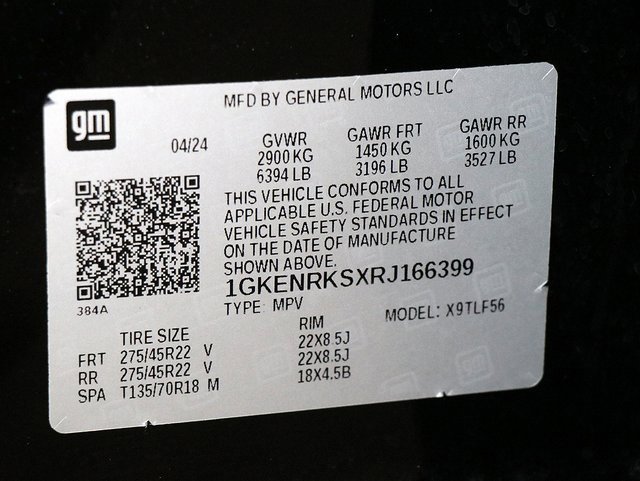 gm
MFD BY GENERAL MOTORS LLC
04/24 GVWR GAWR FRT GAWR RR
2900 KG 1450 KG 1600 KG
6394 LB 3196 LB 3527 LB
THIS VEHICLE CONFORMS TO ALL
APPLICABLE U.S. FEDERAL MOTOR
VEHICLE SAFETY STANDARDS IN EFFECT
ON THE DATE OF MANUFACTURE
SHOWN ABOVE.
1GKENRKSXRJ166399
384A
TYPE: MPV MODEL: X9TLF56
TIRE SIZE RIM
FRT 275/45R22 V 22X8.5J
RR 275/45R22 V 22X8.5J
SPA T135/70R18 M 18X4.5B